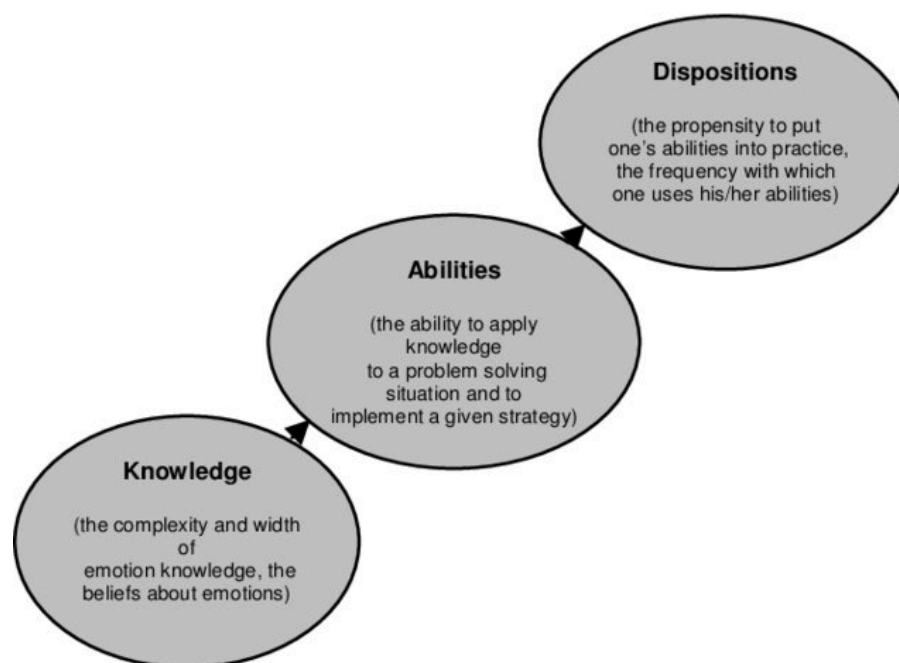 Dispositions
(the propensity to put
one's abilities into practice,
the frequency with which
one uses his/her abilities)
Abilities
(the ability to apply
knowledge
to a problem solving
situation and to
implement a given strategy)
Knowledge
(the complexity and width
of
emotion knowledge, the
beliefs about emotions)